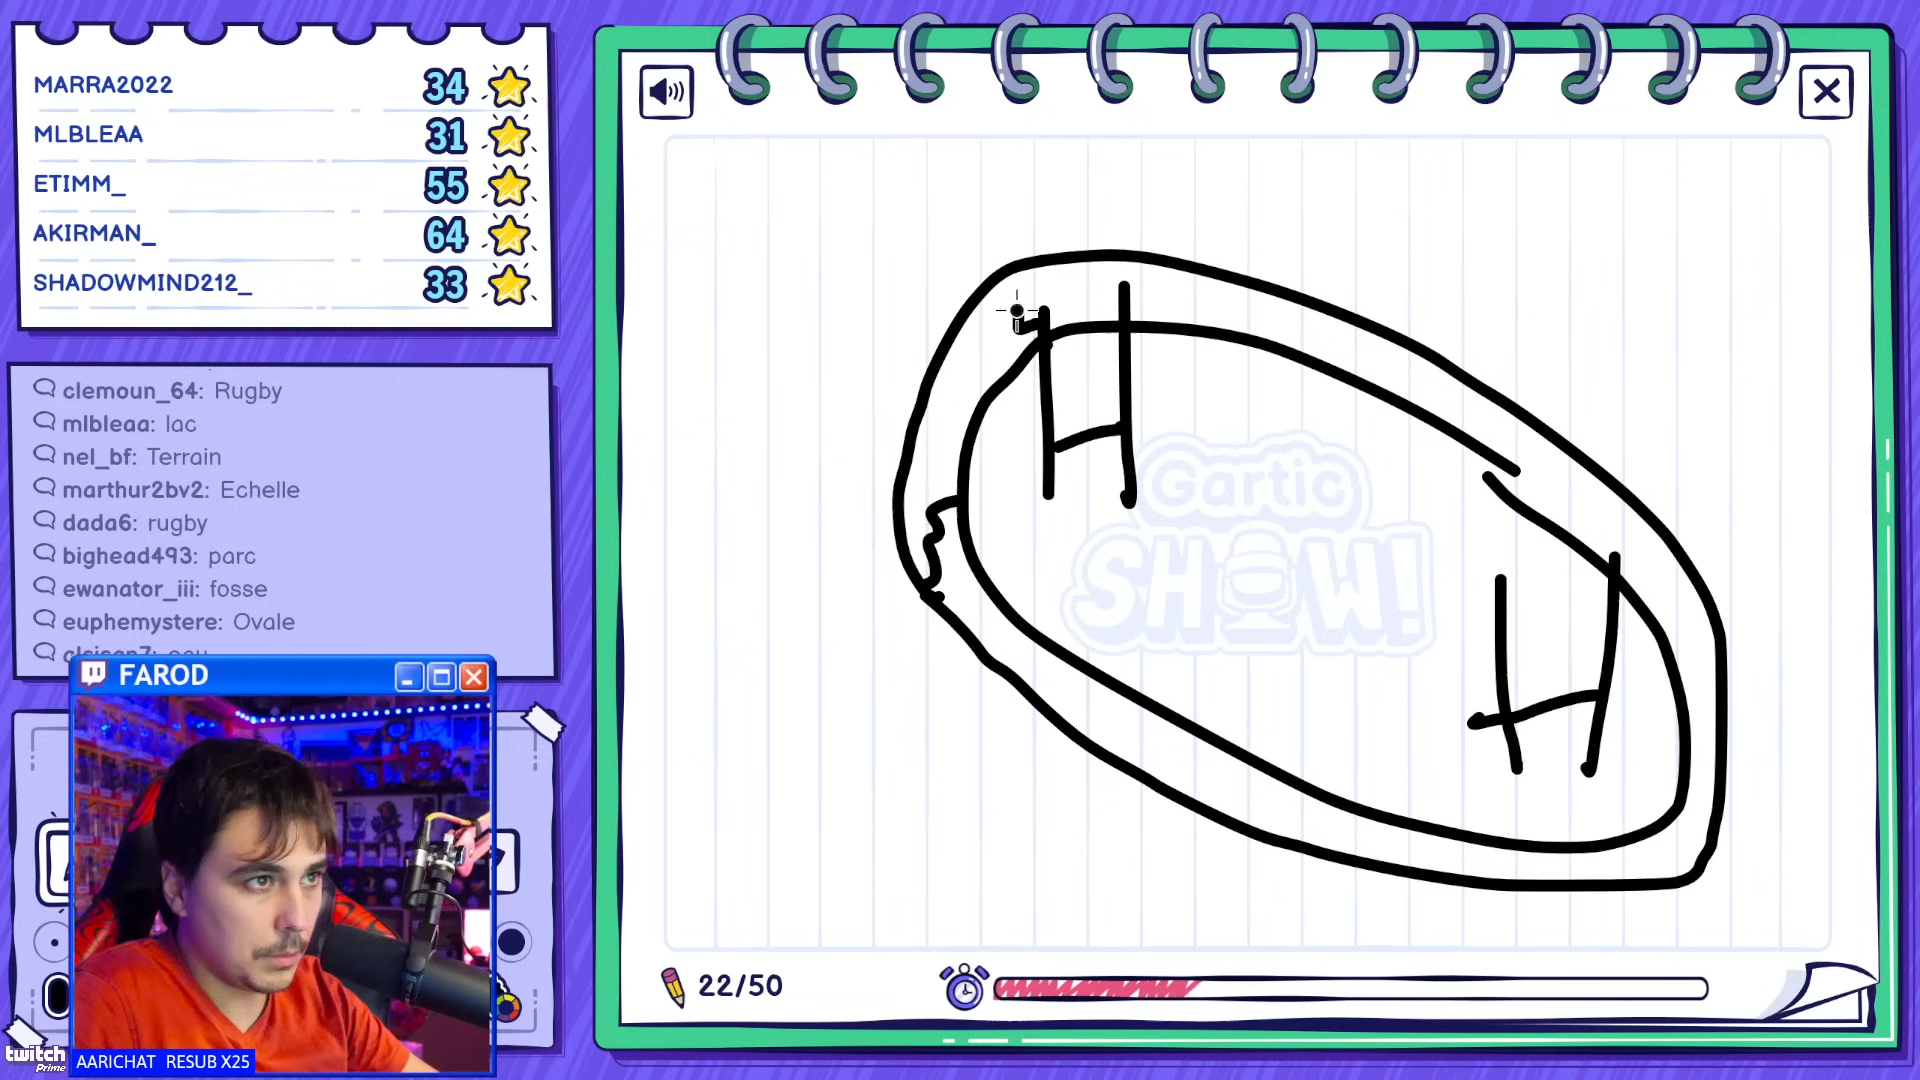 MARRA2022 34
MLBLEAA 31
ETIMM_ 55
AKIRMAN_ 64
SHADOWMIND212_ 33
clemoun_64: Rugby
mlbleaa: lac
nel_bf: Terrain
marthur2bv2: Echelle
dada6: rugby
bighead493: parc
ewanator_iii: fosse
euphemystere: Ovale
FAROD
Gartic
SHOW!
22/50
twitch
Prime
AARICHAT RESUB X25